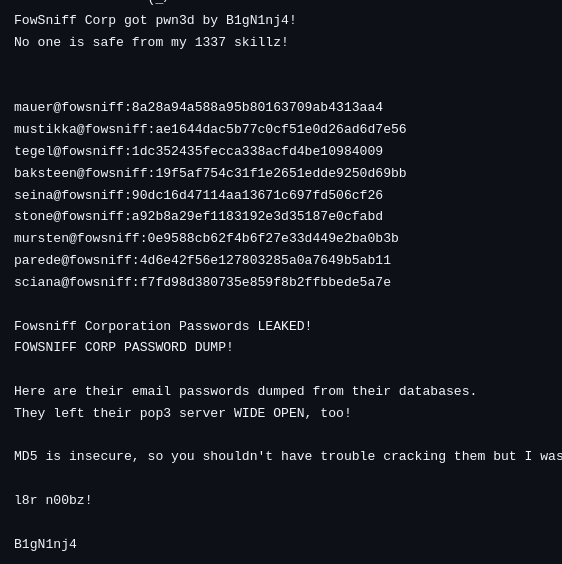 FowSniff Corp got pwn3d by B1gN1nj4!
No one is safe from my 1337 skillz!
mauer@fowsniff:8a28a94a588a95b80163709ab4313aa4
mustikka@fowsniff:ae1644dac5b77c0cf51e0d26ad6d7e56
tegel@fowsniff:1dc352435fecca338acfd4be10984009
baksteen@fowsniff:19f5af754c31f1e2651edde9250d69bb
seina@fowsniff:90dc16d47114aa13671c697fd506cf26
stone@fowsniff:a92b8a29ef1183192e3d35187e0cfabd
mursten@fowsniff:0e9588cb62f4b6f27e33d449e2ba0b3b
parede@fowsniff:4d6e42f56e127803285a0a7649b5ab11
sciana@fowsniff:f7fd98d380735e859f8b2ffbbede5a7e
Fowsniff Corporation Passwords LEAKED!
FOWSNIFF CORP PASSWORD DUMP!
Here are their email passwords dumped from their databases.
They left their pop3 server WIDE OPEN, too!
MD5 is insecure, so you shouldn't have trouble cracking them but I was
l8r n00bz!
B1gN1nj4